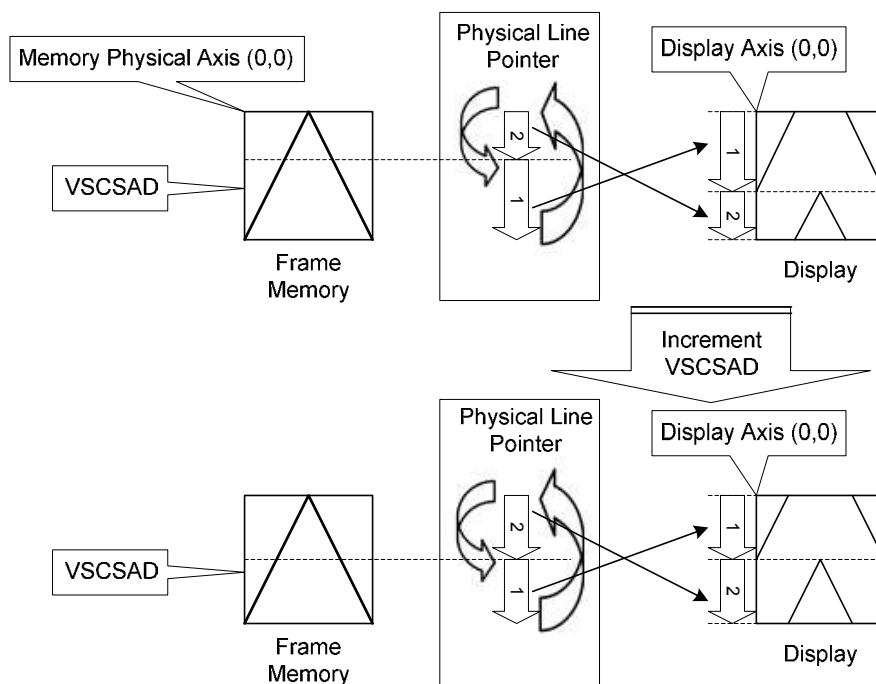 Physical Line
Pointer
Memory Physical Axis (0,0)
Display Axis (0,0)
2
1
1
2
VSCSAD
Frame
Memory
Display
Increment
VSCSAD
Physical Line
Pointer
Display Axis (0,0)
2
1
1
2
VSCSAD
Frame
Memory
Display